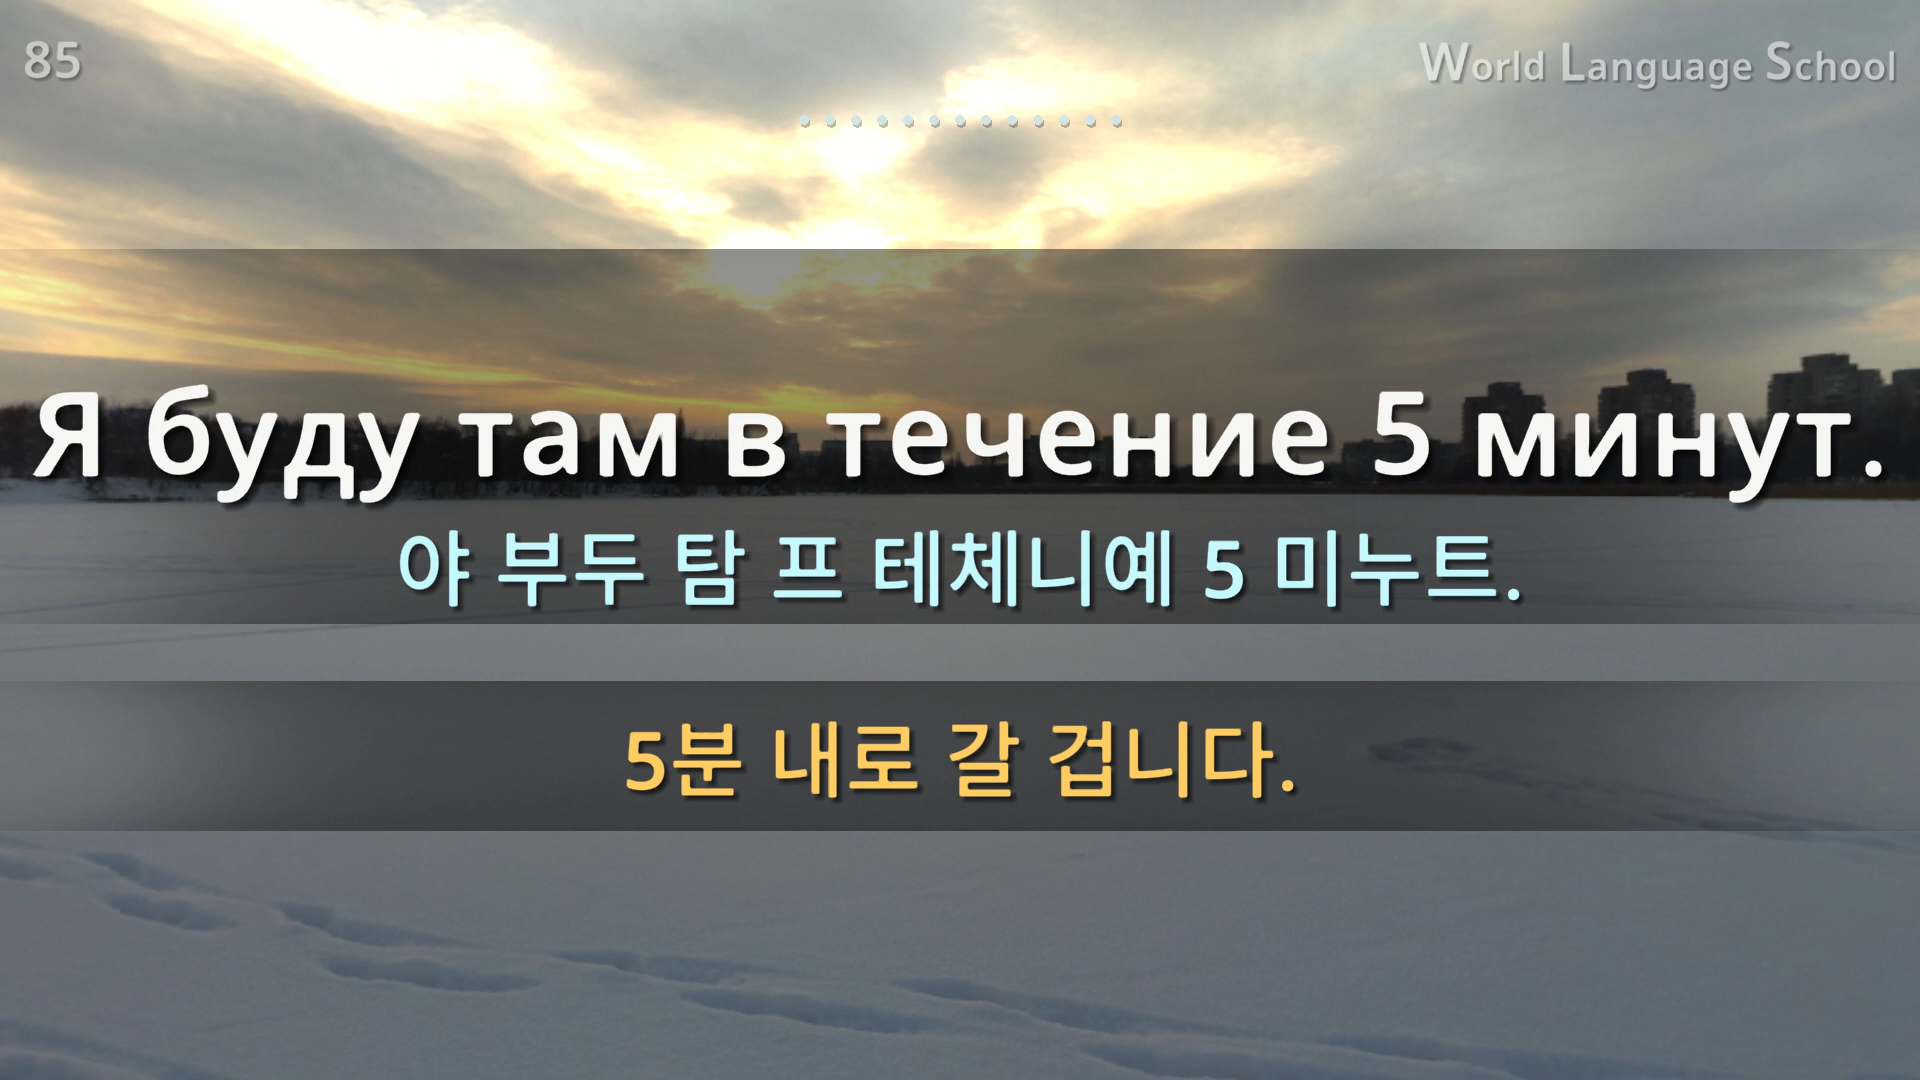 85
World Language School
Я буду там в течение 5 минут.
야 부두 탐 프 테체니예 5 미누트.
5분 내로 갈 겁니다.